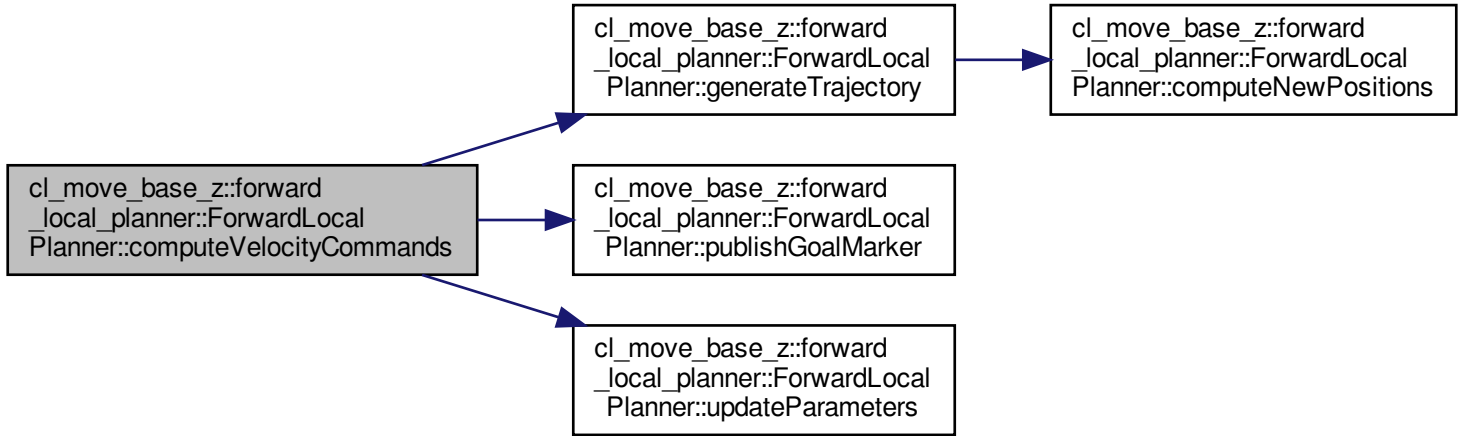 cl_move_base_z::forward
_local_planner::ForwardLocal
Planner::computeVelocityCommands
cl_move_base_z::forward
_local_planner::ForwardLocal
Planner::generateTrajectory
cl_move_base_z::forward
_local_planner::ForwardLocal
Planner::computeNewPositions
cl_move_base_z::forward
_local_planner::ForwardLocal
Planner::publishGoalMarker
cl_move_base_z::forward
_local_planner::ForwardLocal
Planner::updateParameters